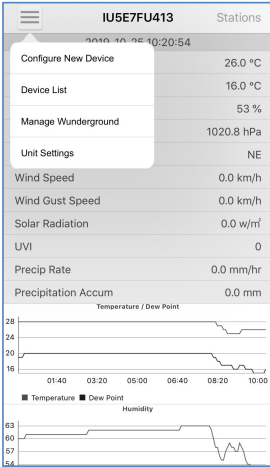 IU5E7FU413 Stations
2019-10-25 10:20:54
Configure New Device
26.0 °C
Device List
16.0 °C
53 %
Manage Wunderground
1020.8 hPa
Unit Settings
NE
Wind Speed 0.0 km/h
Wind Gust Speed 0.0 km/h
Solar Radiation 0.0 w/㎡
UVI 0
Precip Rate 0.0 mm/hr
Precipitation Accum 0.0 mm
Temperature / Dew Point
28
24
20
16
01:40 03:20 05:00 06:40 08:20 10:00
Temperature Dew Point
Humidity
63
60
57
54